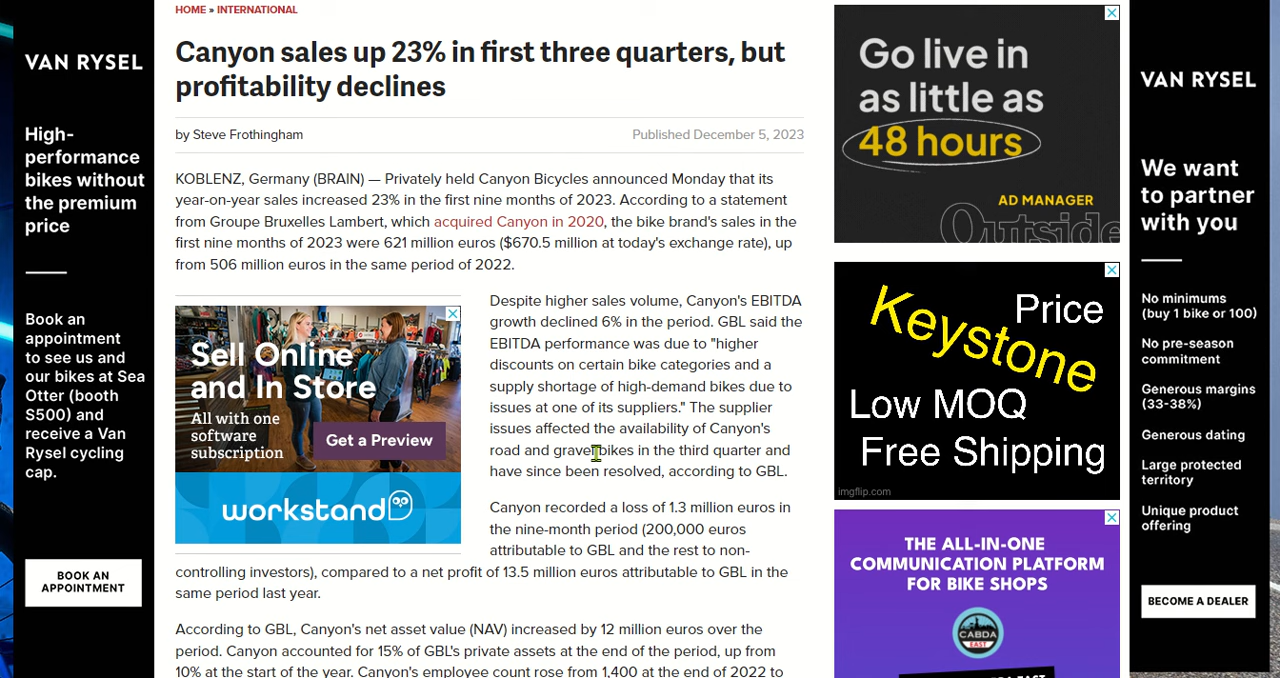 HOME » INTERNATIONAL
Canyon sales up 23% in first three quarters, but
profitability declines
by Steve Frothingham
Published December 5, 2023
KOBLENZ, Germany (BRAIN) — Privately held Canyon Bicycles announced Monday that its
year-on-year sales increased 23% in the first nine months of 2023. According to a statement
from Groupe Bruxelles Lambert, which acquired Canyon in 2020, the bike brand's sales in the
first nine months of 2023 were 621 million euros ($670.5 million at today's exchange rate), up
from 506 million euros in the same period of 2022.
Despite higher sales volume, Canyon's EBITDA
growth declined 6% in the period. GBL said the
EBITDA performance was due to "higher
discounts on certain bike categories and a
supply shortage of high-demand bikes due to
issues at one of its suppliers." The supplier
issues affected the availability of Canyon's
road and gravel bikes in the third quarter and
have since been resolved, according to GBL.
Canyon recorded a loss of 1.3 million euros in
the nine-month period (200,000 euros
attributable to GBL and the rest to non-
controlling investors), compared to a net profit of 13.5 million euros attributable to GBL in the
same period last year.
According to GBL, Canyon's net asset value (NAV) increased by 12 million euros over the
period. Canyon accounted for 15% of GBL's private assets at the end of the period, up from
10% at the start of the year. Canyon's employee count rose from 1,400 at the end of 2022 to
Sell Online
and In Store
All with one
software
subscription
Get a Preview
workstand
VAN RYSEL
High-
performance
bikes without
the premium
price
Book an
appointment
to see us and
our bikes at Sea
Otter (booth
S500) and
receive a Van
Rysel cycling
cap.
BOOK AN
APPOINTMENT
Go live in
as little as
48 hours
AD MANAGER
Outside
Price
Keystone
Low MOQ
Free Shipping
imgflip.com
THE ALL-IN-ONE
COMMUNICATION PLATFORM
FOR BIKE SHOPS
CABDA
EAST
VAN RYSEL
We want
to partner
with you
No minimums
(buy 1 bike or 100)
No pre-season
commitment
Generous margins
(33-38%)
Generous dating
Large protected
territory
Unique product
offering
BECOME A DEALER